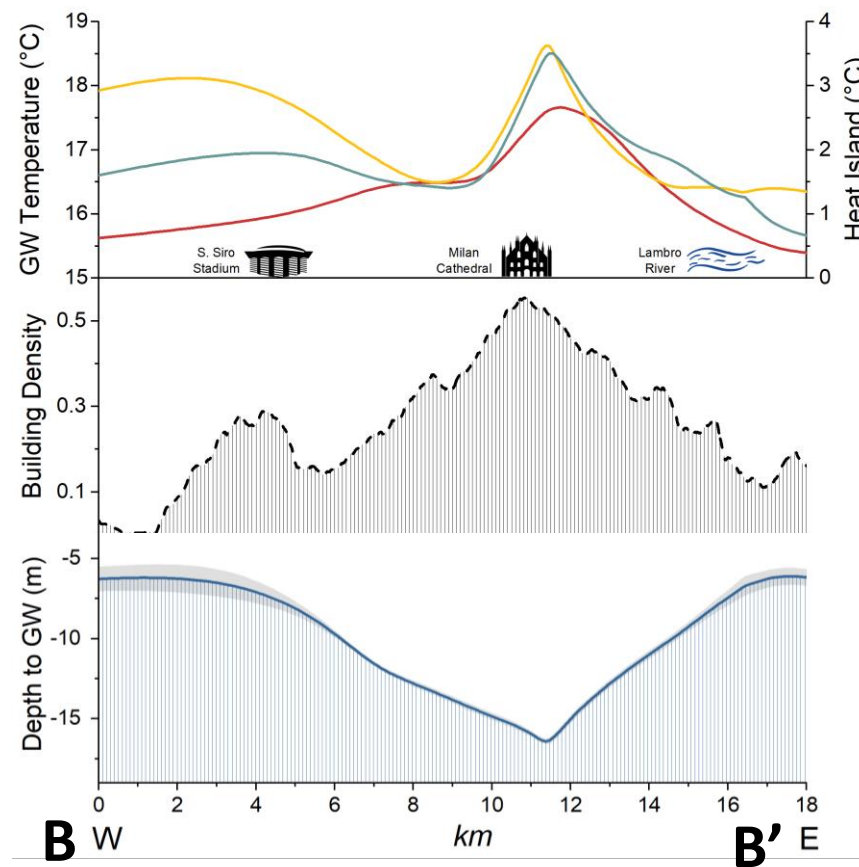 GW Temperature (°C)
19
18
17
16
15
Heat Island (°C)
4
3
2
1
0
S. Siro
Stadium
Milan
Cathedral
Lambro
River
Building Density
0.5
0.3
0.1
Depth to GW (m)
-5
-10
-15
0 2 4 6 8 10 12 14 16 18
B W km B’ E